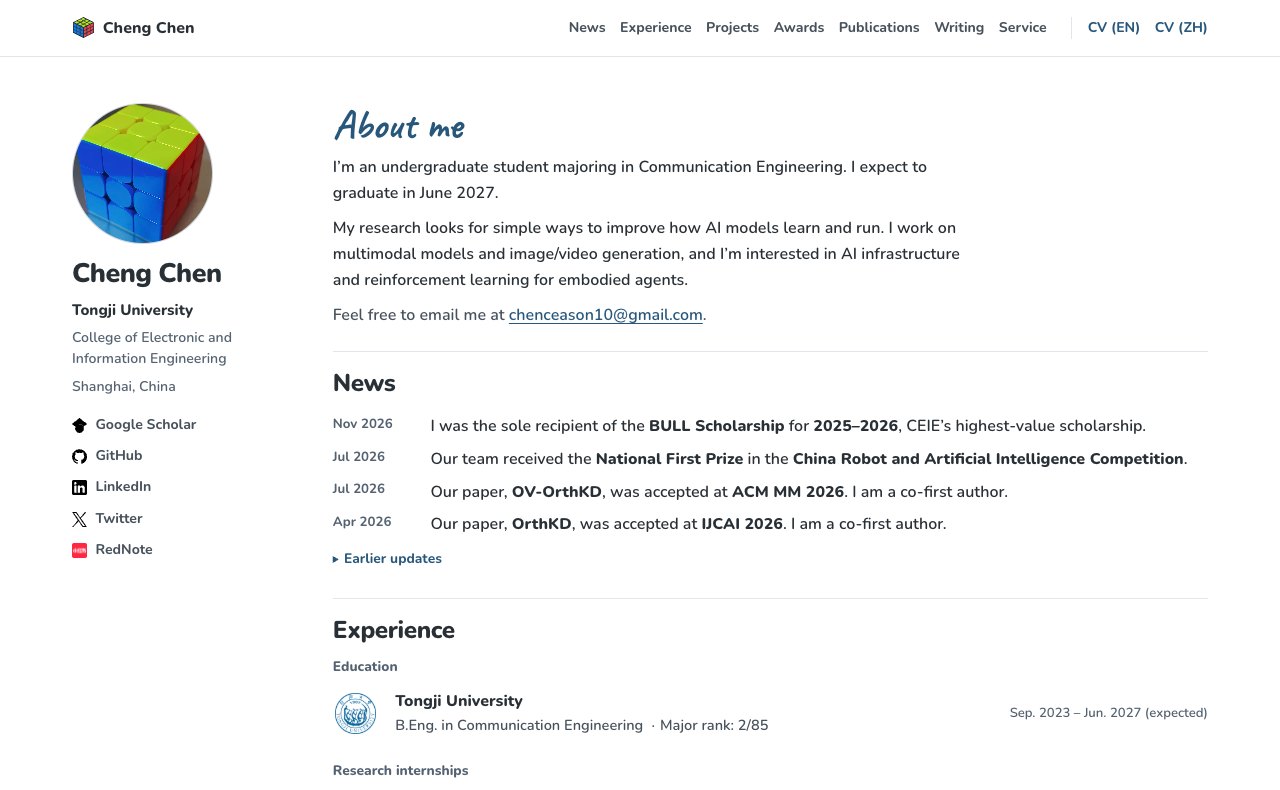 Cheng Chen
News Experience Projects Awards Publications Writing Service CV (EN) CV (ZH)
Cheng Chen
Tongji University
College of Electronic and
Information Engineering
Shanghai, China
Google Scholar
GitHub
LinkedIn
Twitter
RedNote
About me
I’m an undergraduate student majoring in Communication Engineering. I expect to
graduate in June 2027.
My research looks for simple ways to improve how AI models learn and run. I work on
multimodal models and image/video generation, and I’m interested in AI infrastructure
and reinforcement learning for embodied agents.
Feel free to email me at chenceason10@gmail.com.
News
Nov 2026 I was the sole recipient of the BULL Scholarship for 2025–2026, CEIE’s highest-value scholarship.
Jul 2026 Our team received the National First Prize in the China Robot and Artificial Intelligence Competition.
Jul 2026 Our paper, OV-OrthKD, was accepted at ACM MM 2026. I am a co-first author.
Apr 2026 Our paper, OrthKD, was accepted at IJCAI 2026. I am a co-first author.
▸ Earlier updates
Experience
Education
Tongji University
B.Eng. in Communication Engineering · Major rank: 2/85
Sep. 2023 – Jun. 2027 (expected)
Research internships